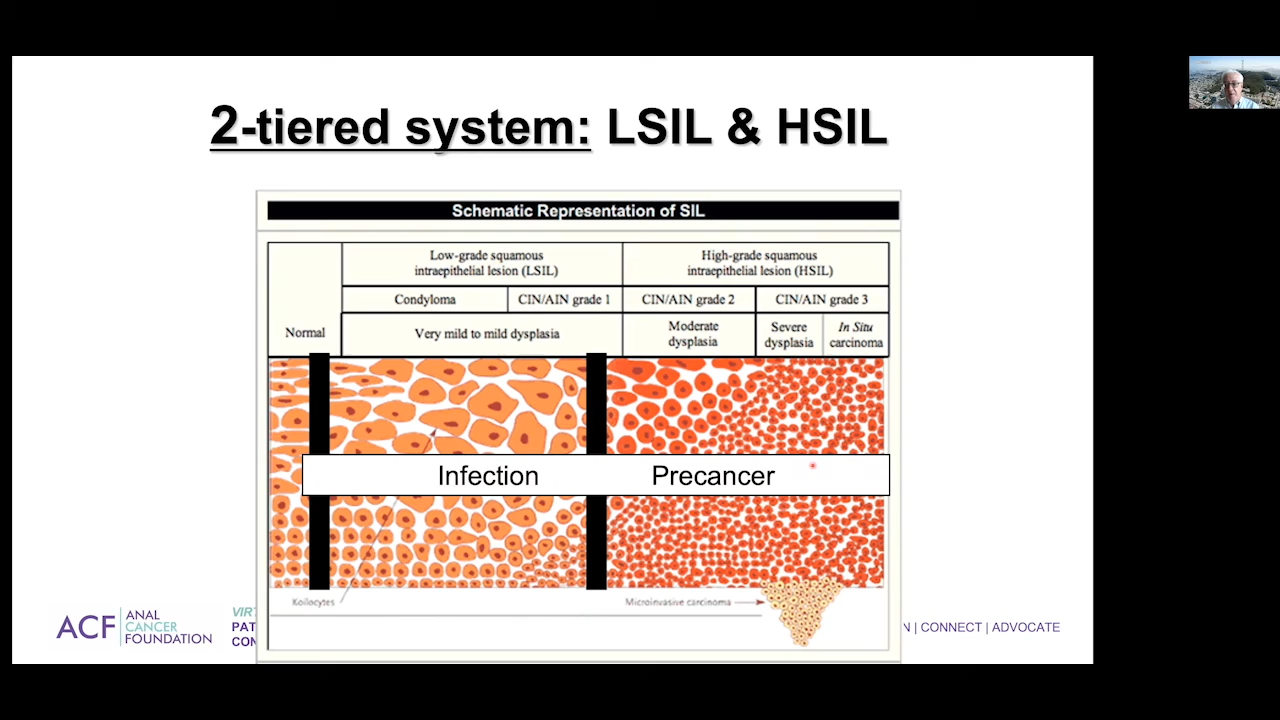 2-tiered system: LSIL & HSIL
Schematic Representation of SIL
Low-grade squamous
intraepithelial lesion (LSIL)
High-grade squamous
intraepithelial lesion (HSIL)
Condyloma
CIN/AIN grade 1
CIN/AIN grade 2
CIN/AIN grade 3
Normal
Very mild to mild dysplasia
Moderate
dysplasia
Severe
dysplasia
In Situ
carcinoma
Infection
Precancer
Koilocytes
Microinvasive carcinoma
ACF
ANAL
CANCER
FOUNDATION
VIRT
PAT
CON
N | CONNECT | ADVOCATE